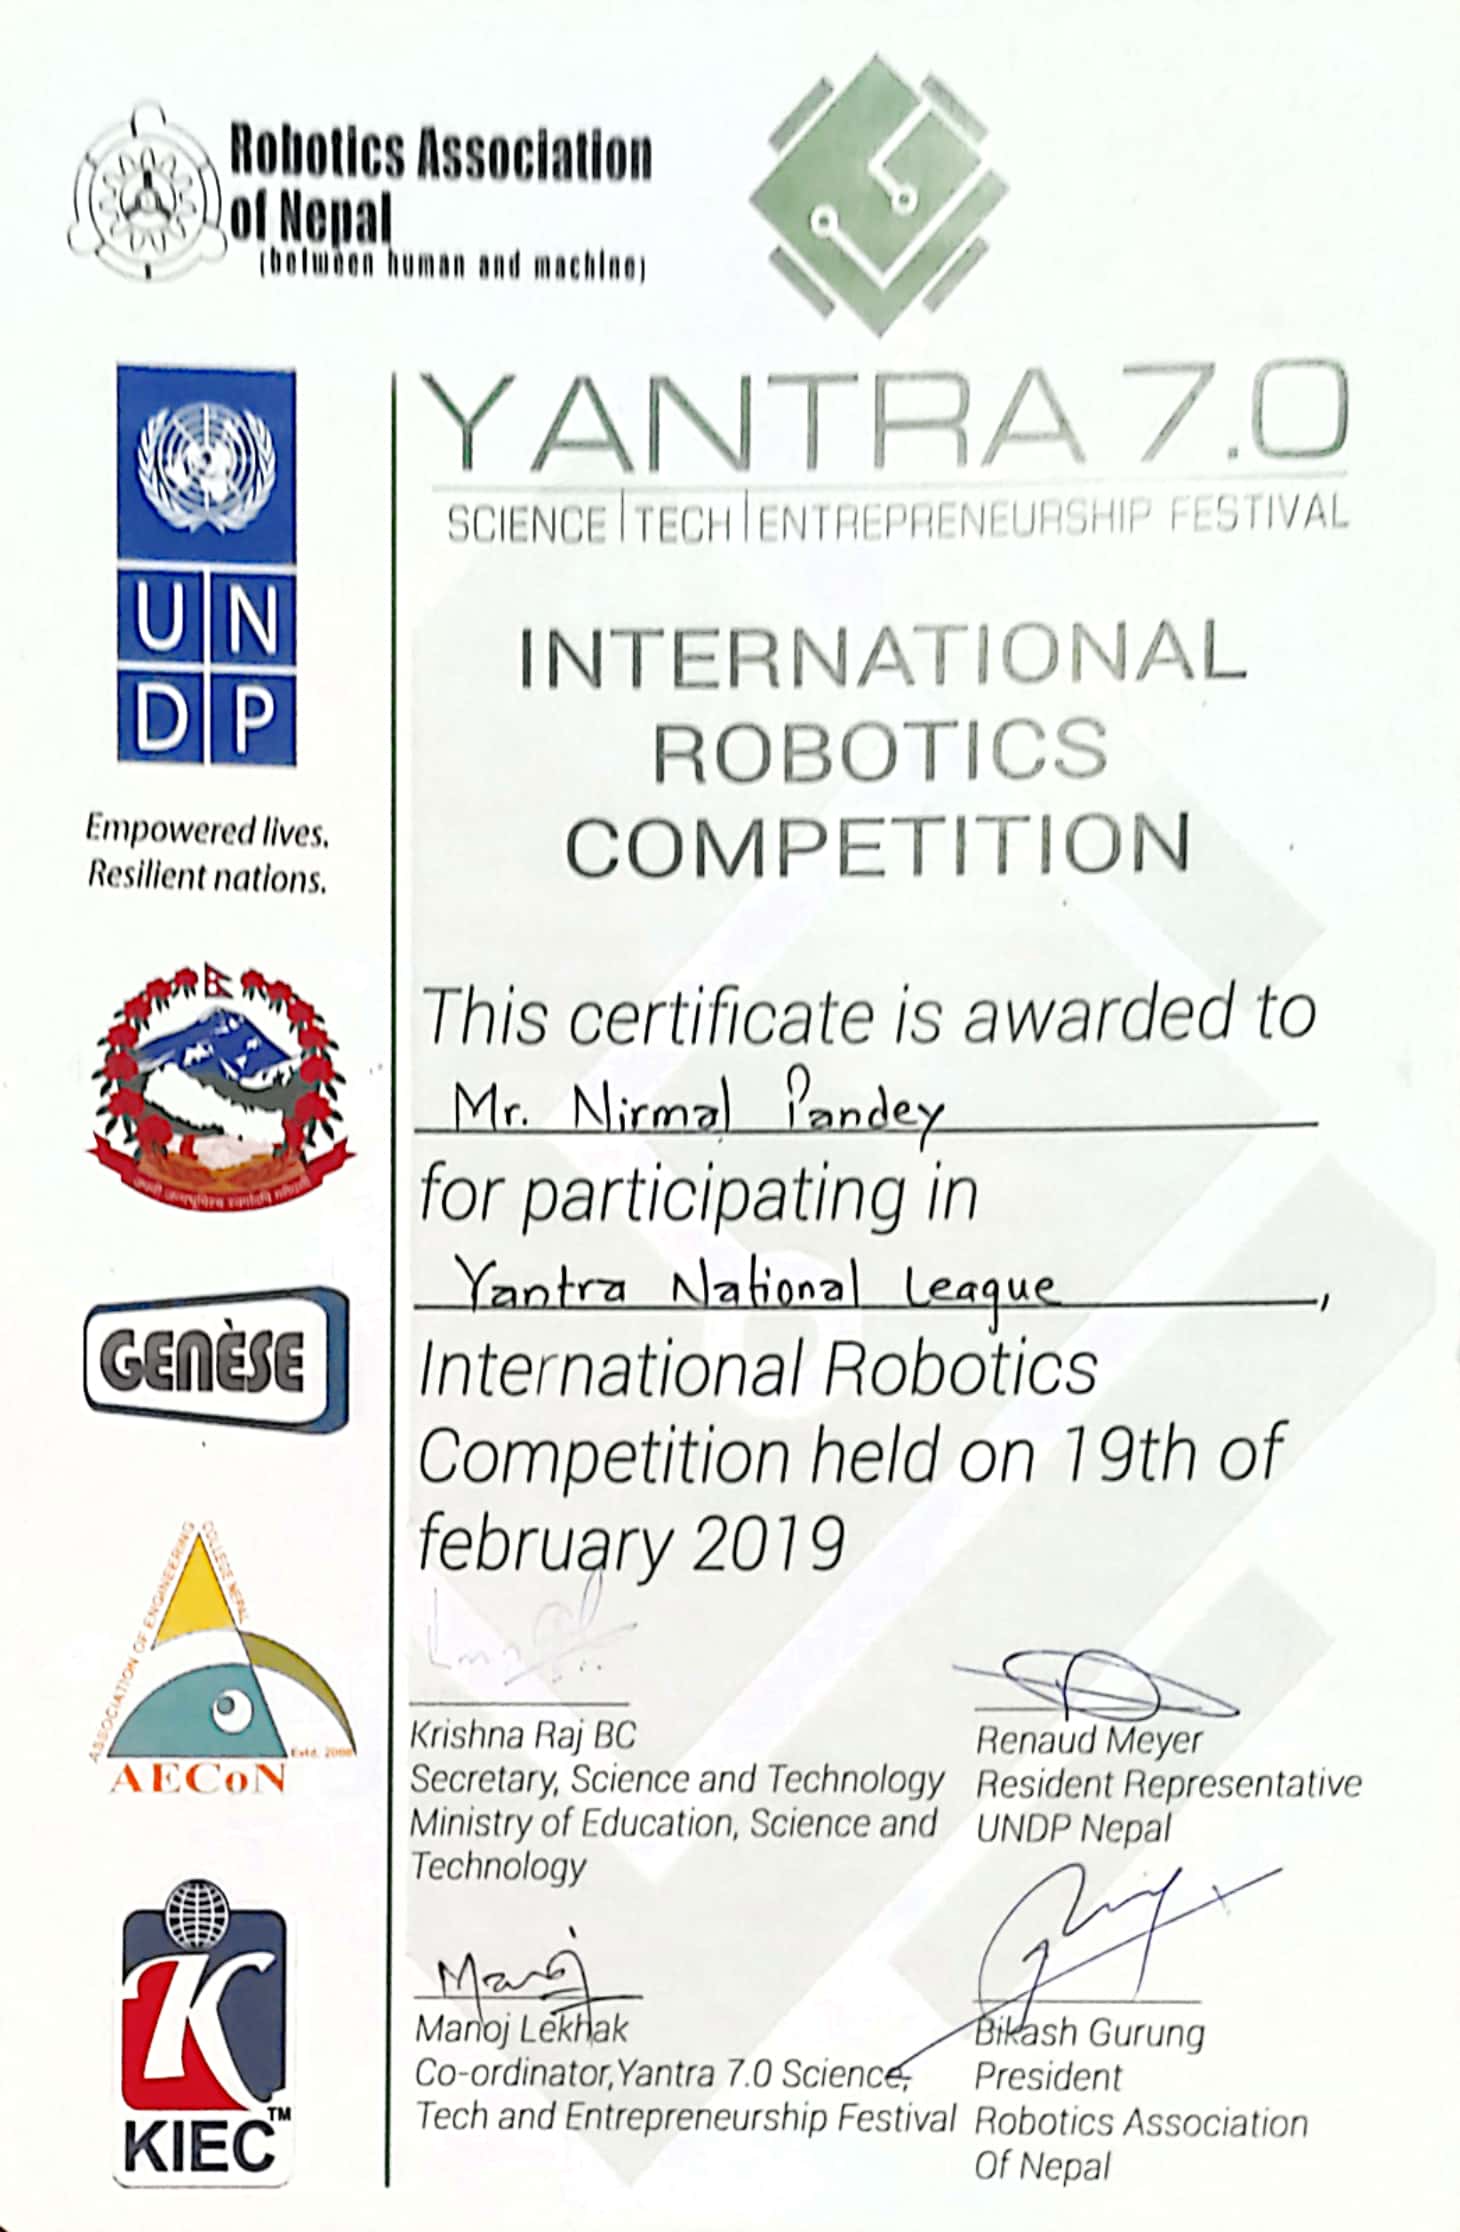 Robotics Association
of Nepal
(between human and machine)
YANTRA 7.0
SCIENCE | TECH | ENTREPRENEURSHIP FESTIVAL
INTERNATIONAL
ROBOTICS
COMPETITION
This certificate is awarded to
Mr. Nirmal Pandey
for participating in
Yantra National League,
International Robotics
Competition held on 19th of
february 2019
Krishna Raj BC
Secretary, Science and Technology
Ministry of Education, Science and
Technology
Renaud Meyer
Resident Representative
UNDP Nepal
Manoj
Manoj Lekhak
Co-ordinator,Yantra 7.0 Science,
Tech and Entrepreneurship Festival
Bikash Gurung
President
Robotics Association
Of Nepal
UN
DP
Empowered lives.
Resilient nations.
GENÈSE
ASSOCIATION OF ENGINEERING
COLLEGE NEPAL
Estd. 2000
AECoN
K
KIEC™